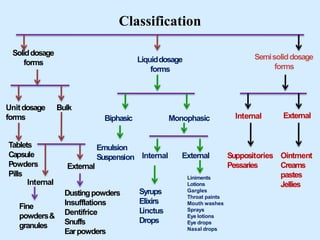 Classification
Solid dosage
forms
Liquid dosage
forms
Semisolid dosage
forms
Unit dosage
forms
Bulk
Biphasic
Monophasic
Internal
External
Tablets
Capsule
Powders
Pills
Internal
External
Emulsion
Suspension
Internal
External
Suppositories
Pessaries
Ointment
Creams
pastes
Jellies
Fine
powders &
granules
Dusting powders
Insufflations
Dentifrice
Snuffs
Ear powders
Syrups
Elixirs
Linctus
Drops
Liniments
Lotions
Gargles
Throat paints
Mouth washes
Sprays
Eye lotions
Eye drops
Nasal drops